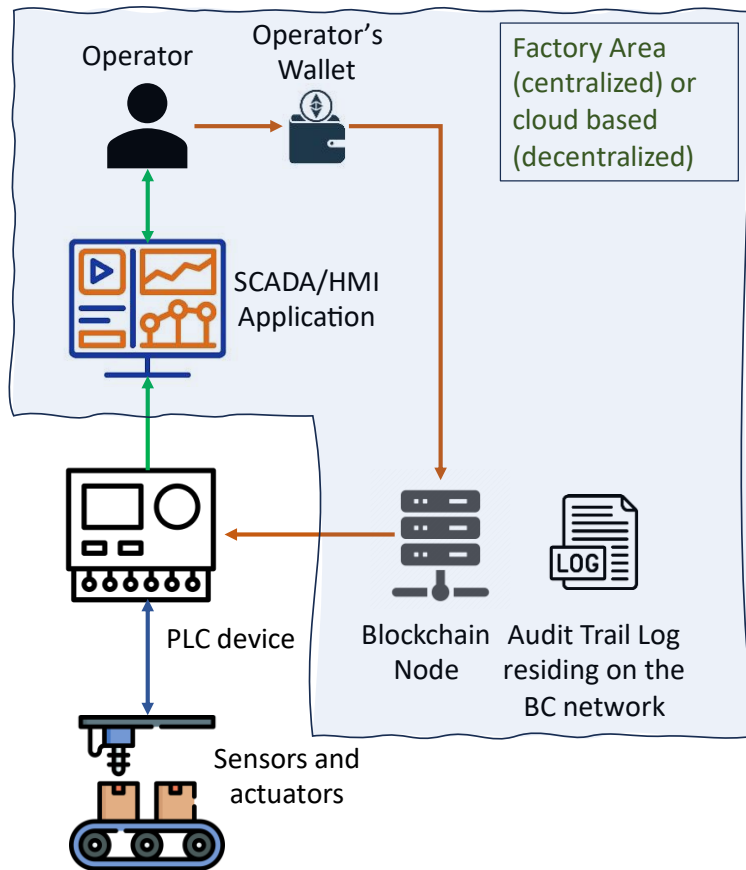 Operator
Operator's
Wallet
Factory Area
(centralized) or
cloud based
(decentralized)
SCADA/HMI
Application
LOG
PLC device
Blockchain
Node
Audit Trail Log
residing on the
BC network
Sensors and
actuators